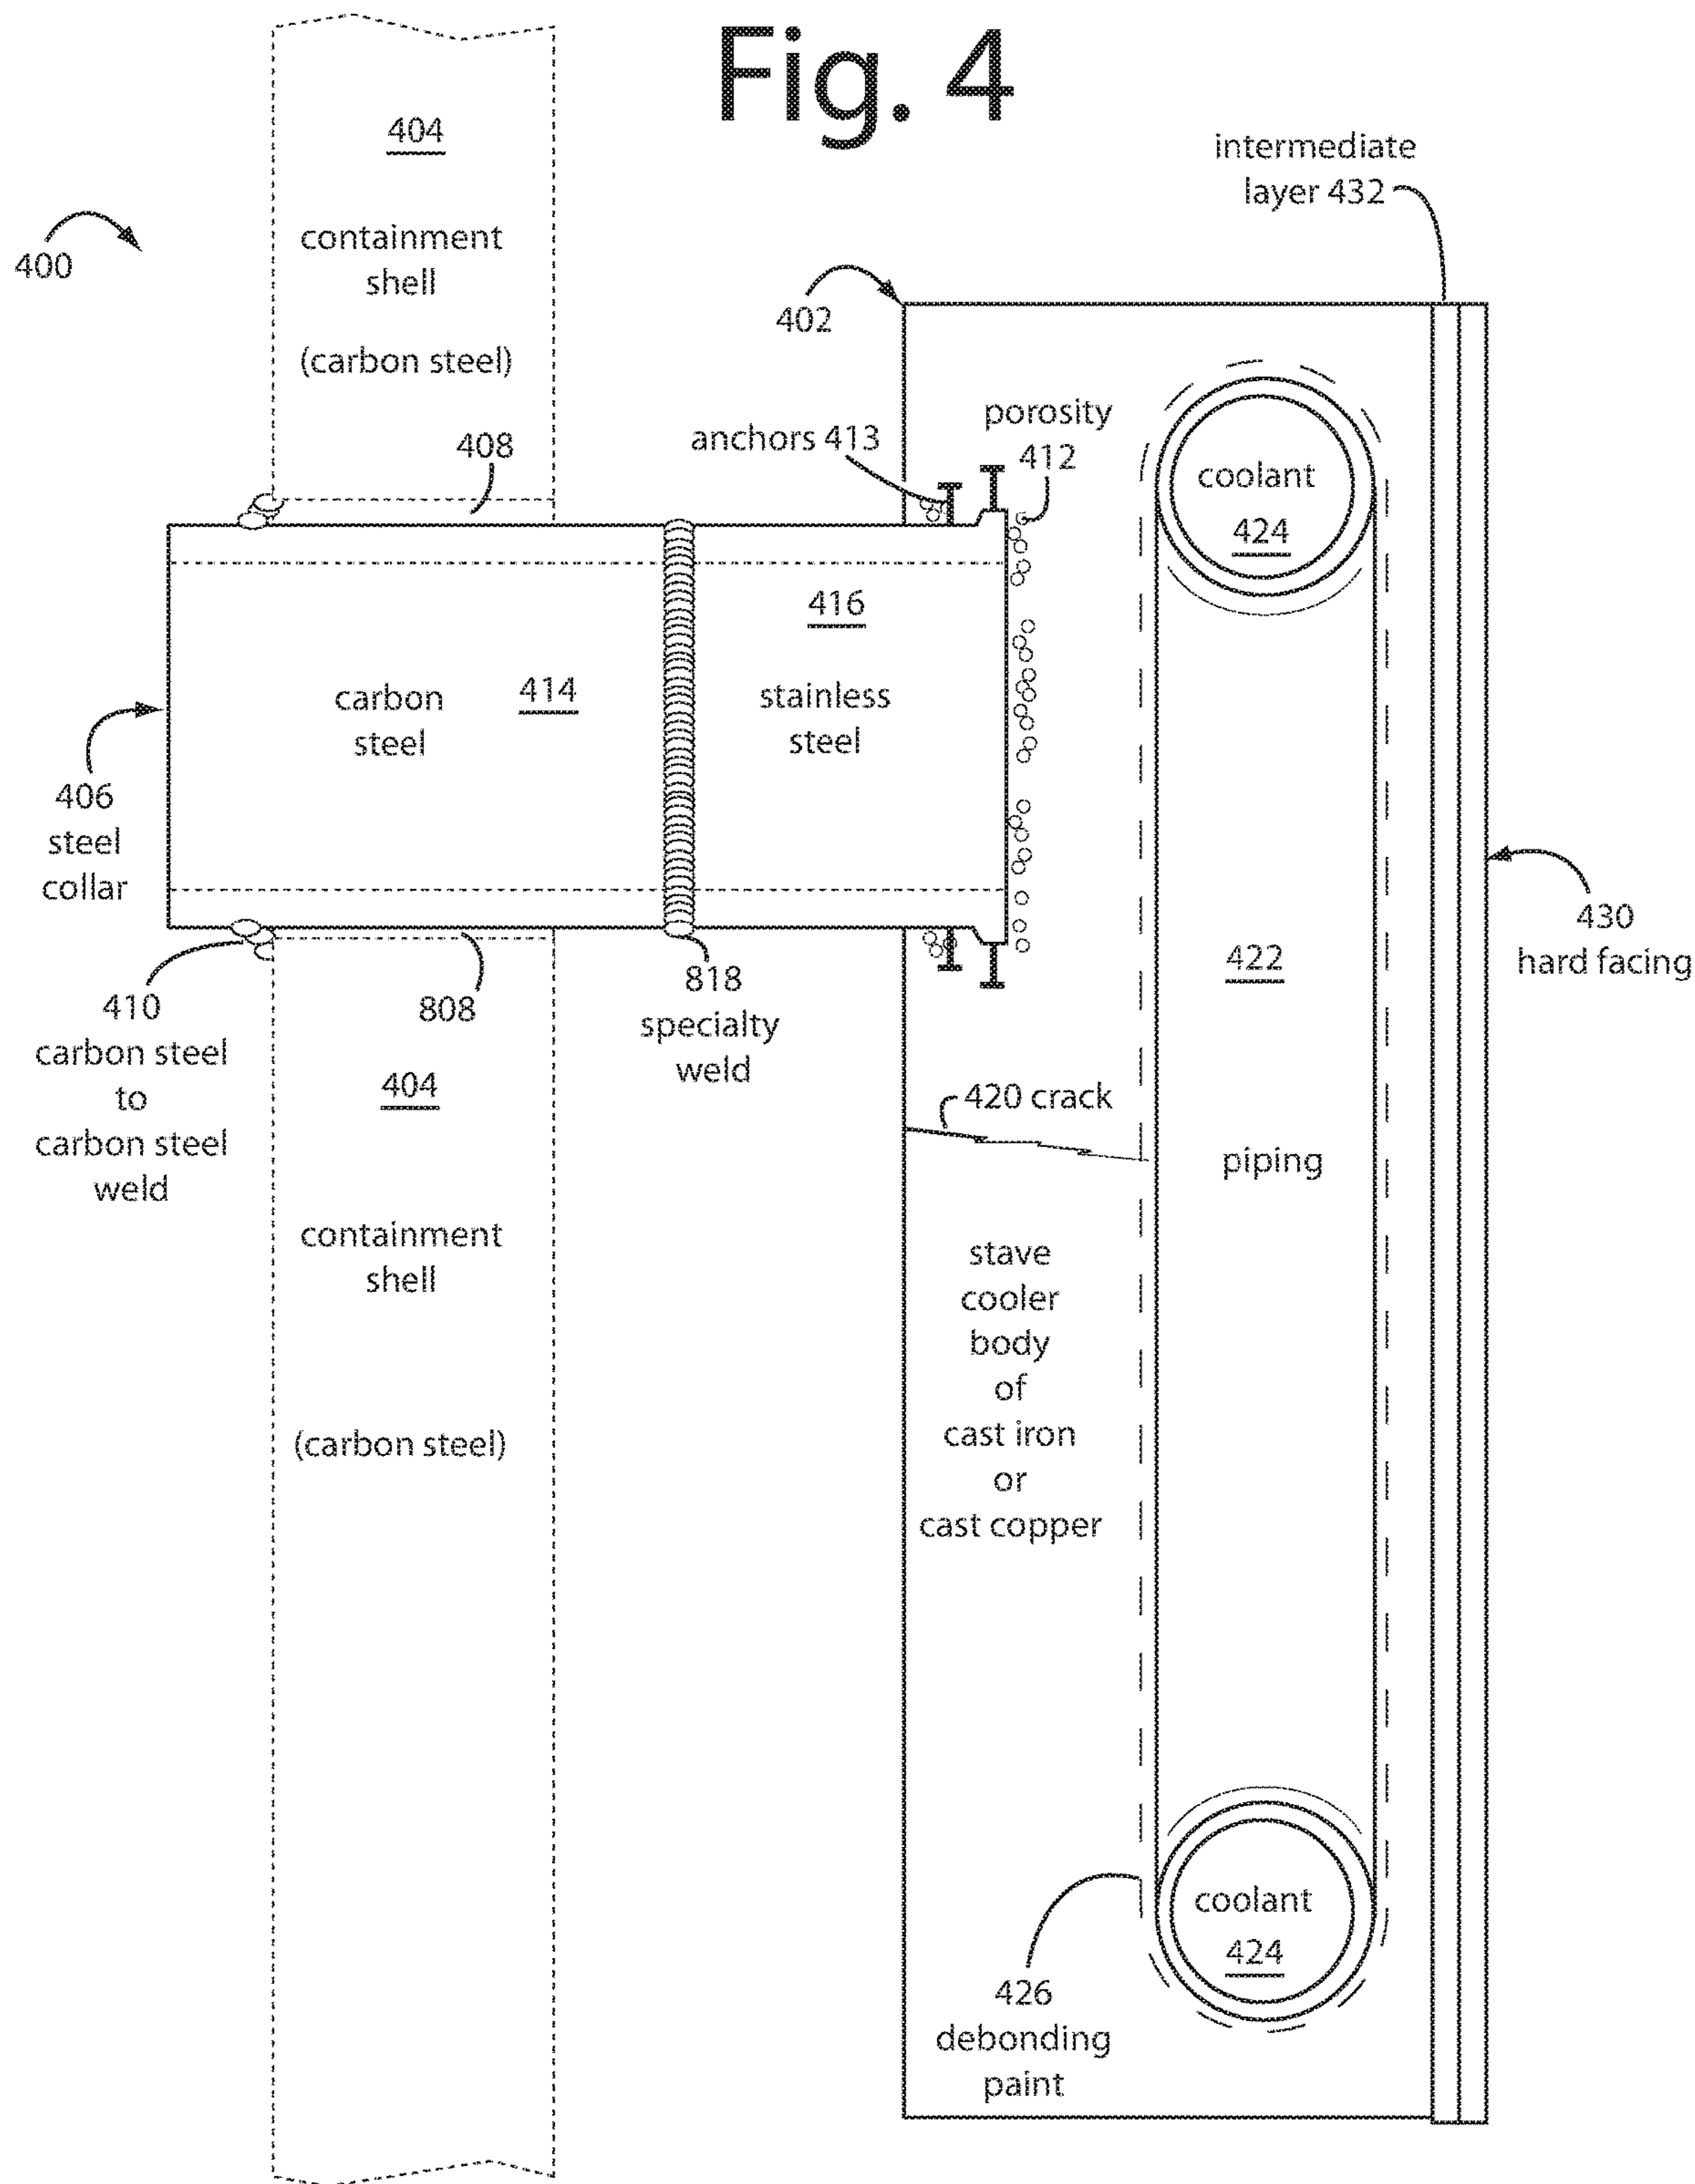 Fig. 4
404
intermediate
layer 432
containment
shell
400
402
(carbon steel)
porosity
412
anchors 413
408
coolant
424
416
414
carbon
steel
stainless
steel
406
steel
collar
430
hard facing
422
818
specialty
weld
410
carbon steel
to
carbon steel
weld
808
404
420 crack
piping
containment
shell
stave
cooler
body
of
cast iron
or
cast copper
(carbon steel)
coolant
424
426
debonding
paint